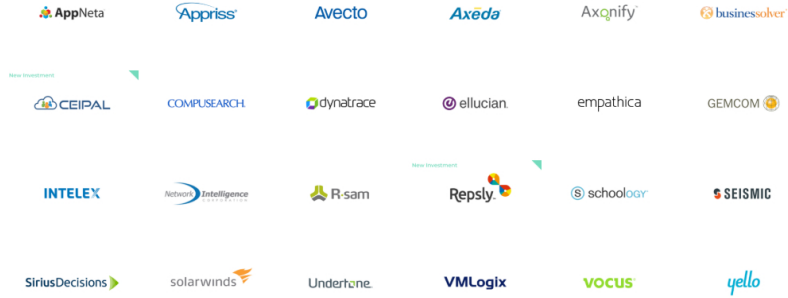 AppNeta
Appriss
Avecto
Axeda
Axonify
businessolver
New Investment
CEIPAL
COMPUSEARCH
dynatrace
ellucian
empathica
GEMCOM
New Investment
INTELEX
Network Intelligence
CORPORATION
R·sam
Repsly
schoology
SEISMIC
SiriusDecisions
solarwinds
Undertone
VMLogix
vocus
yello